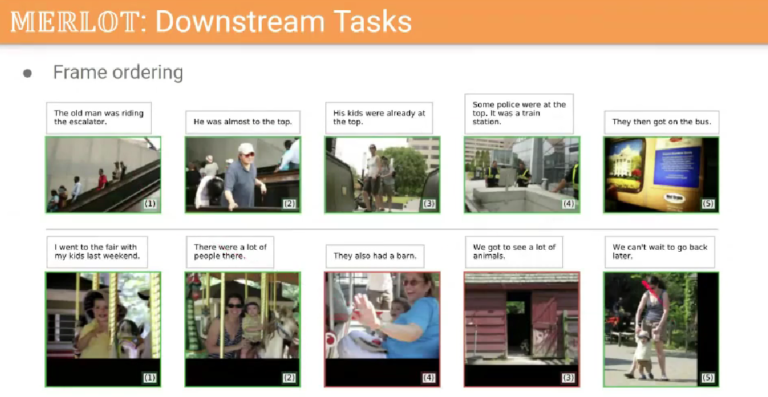 MERLOT: Downstream Tasks
● Frame ordering
The old man was riding
the escalator.
He was almost to the top.
His kids were already at
the top.
Some police were at the
top. It was a train
station.
They then got on the bus.
(1)
(2)
(3)
(4)
(5)
I went to the fair with
my kids last weekend.
There were a lot of
people there.
They also had a barn.
We got to see a lot of
animals.
We can't wait to go back
later.
(1)
(2)
(4)
(3)
(5)